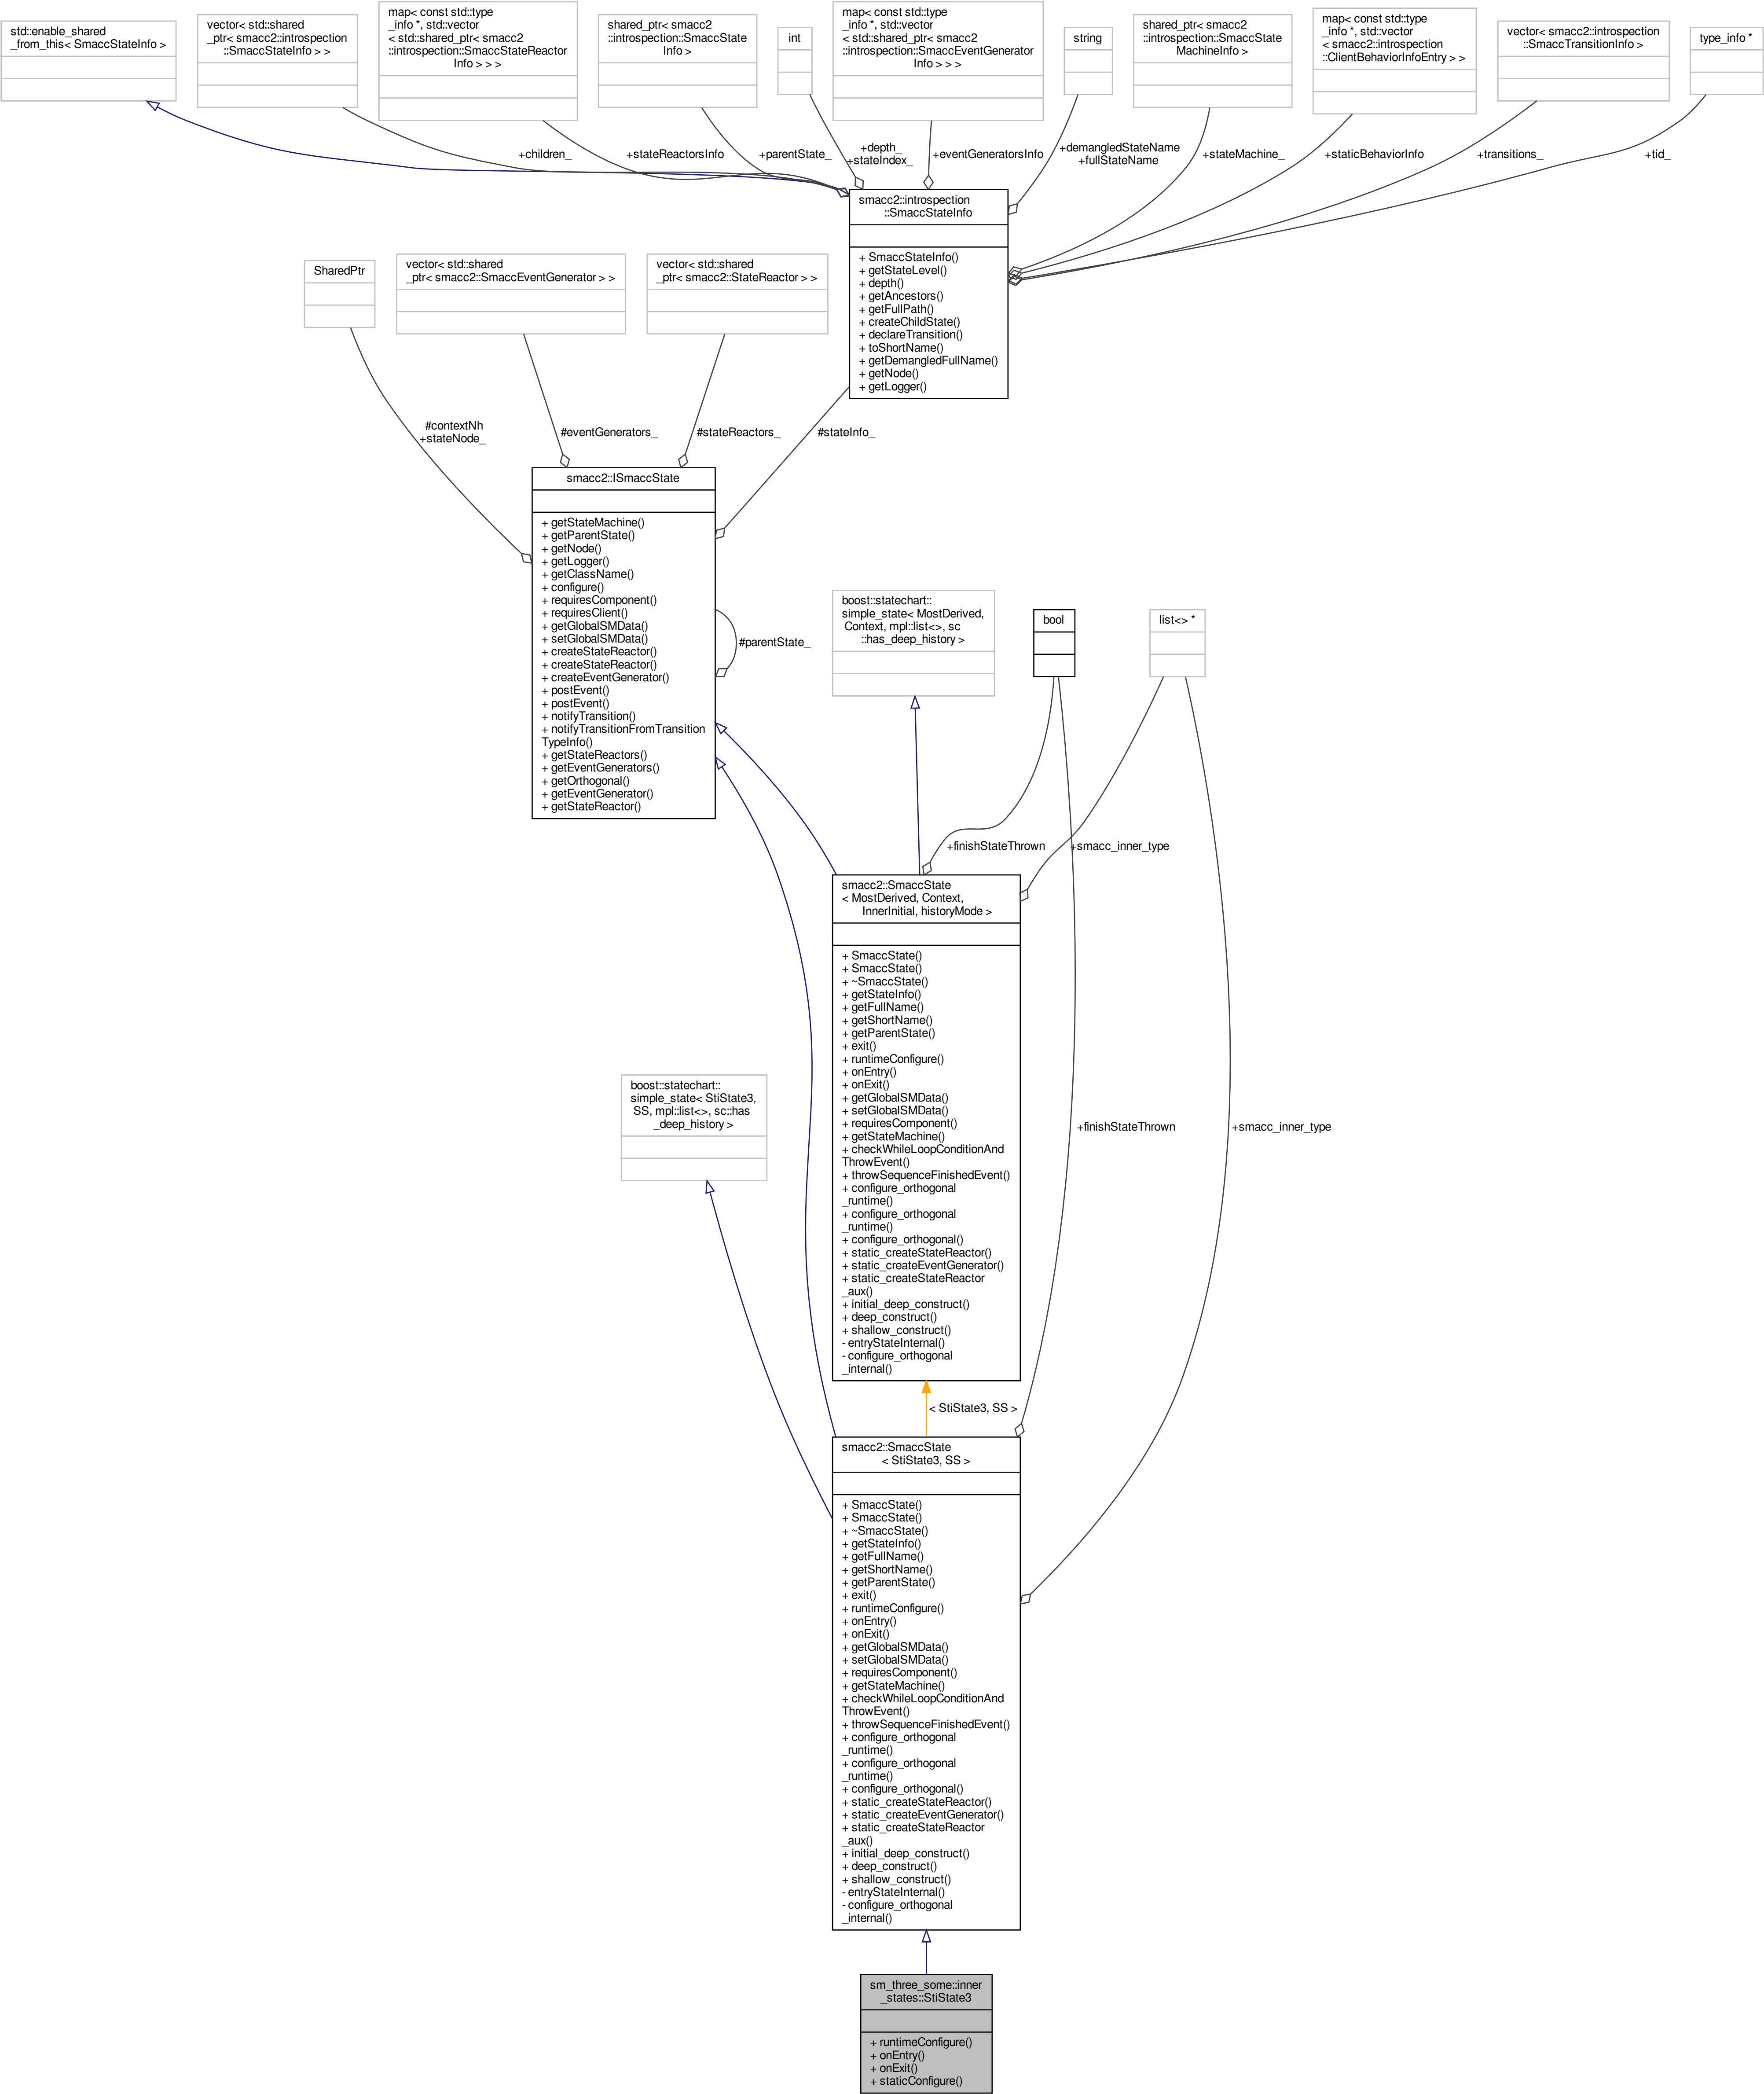 std::enable_shared
_from_this< SmaccStateInfo >
vector< std::shared
_ptr< smacc2::introspection
::SmaccStateInfo > >
map< const std::type
_info *, std::vector
< std::shared_ptr< smacc2
::introspection::SmaccStateReactor
Info > > >
shared_ptr< smacc2
::introspection::SmaccState
Info >
int
map< const std::type
_info *, std::vector
< std::shared_ptr< smacc2
::introspection::SmaccEventGenerator
Info > > >
string
shared_ptr< smacc2
::introspection::SmaccState
MachineInfo >
map< const std::type
_info *, std::vector
< smacc2::introspection
::ClientBehaviorInfoEntry > >
vector< smacc2::introspection
::SmaccTransitionInfo >
type_info *
+children_
+stateReactorsInfo
+parentState_
+depth_
+stateIndex_
+eventGeneratorsInfo
+demangledStateName
+fullStateName
+stateMachine_
+staticBehaviorInfo
+transitions_
+tid_
smacc2::introspection
::SmaccStateInfo
+ SmaccStateInfo()
+ getStateLevel()
+ depth()
+ getAncestors()
+ getFullPath()
+ createChildState()
+ declareTransition()
+ toShortName()
+ getDemangledFullName()
+ getNode()
+ getLogger()
SharedPtr
vector< std::shared
_ptr< smacc2::SmaccEventGenerator > >
vector< std::shared
_ptr< smacc2::StateReactor > >
#contextNh
+stateNode_
#eventGenerators_
#stateReactors_
#stateInfo_
smacc2::ISmaccState
+ getStateMachine()
+ getParentState()
+ getNode()
+ getLogger()
+ getClassName()
+ configure()
+ requiresComponent()
+ requiresClient()
+ getGlobalSMData()
+ setGlobalSMData()
+ createStateReactor()
+ createStateReactor()
+ createEventGenerator()
+ postEvent()
+ postEvent()
+ notifyTransition()
+ notifyTransitionFromTransition
TypeInfo()
+ getStateReactors()
+ getEventGenerators()
+ getOrthogonal()
+ getEventGenerator()
+ getStateReactor()
#parentState_
boost::statechart::
simple_state< MostDerived,
Context, mpl::list<>, sc
::has_deep_history >
bool
list<> *
+finishStateThrown
+smacc_inner_type
smacc2::SmaccState
< MostDerived, Context,
InnerInitial, historyMode >
+ SmaccState()
+ SmaccState()
+ ~SmaccState()
+ getStateInfo()
+ getFullName()
+ getShortName()
+ getParentState()
+ exit()
+ runtimeConfigure()
+ onEntry()
+ onExit()
+ getGlobalSMData()
+ setGlobalSMData()
+ requiresComponent()
+ getStateMachine()
+ checkWhileLoopConditionAnd
ThrowEvent()
+ throwSequenceFinishedEvent()
+ configure_orthogonal
_runtime()
+ configure_orthogonal
_runtime()
+ configure_orthogonal()
+ static_createStateReactor()
+ static_createEventGenerator()
+ static_createStateReactor
_aux()
+ initial_deep_construct()
+ deep_construct()
+ shallow_construct()
- entryStateInternal()
- configure_orthogonal
_internal()
boost::statechart::
simple_state< StiState3,
SS, mpl::list<>, sc::has
_deep_history >
+finishStateThrown
+smacc_inner_type
< StiState3, SS >
smacc2::SmaccState
< StiState3, SS >
+ SmaccState()
+ SmaccState()
+ ~SmaccState()
+ getStateInfo()
+ getFullName()
+ getShortName()
+ getParentState()
+ exit()
+ runtimeConfigure()
+ onEntry()
+ onExit()
+ getGlobalSMData()
+ setGlobalSMData()
+ requiresComponent()
+ getStateMachine()
+ checkWhileLoopConditionAnd
ThrowEvent()
+ throwSequenceFinishedEvent()
+ configure_orthogonal
_runtime()
+ configure_orthogonal
_runtime()
+ configure_orthogonal()
+ static_createStateReactor()
+ static_createEventGenerator()
+ static_createStateReactor
_aux()
+ initial_deep_construct()
+ deep_construct()
+ shallow_construct()
- entryStateInternal()
- configure_orthogonal
_internal()
sm_three_some::inner
_states::StiState3
+ runtimeConfigure()
+ onEntry()
+ onExit()
+ staticConfigure()